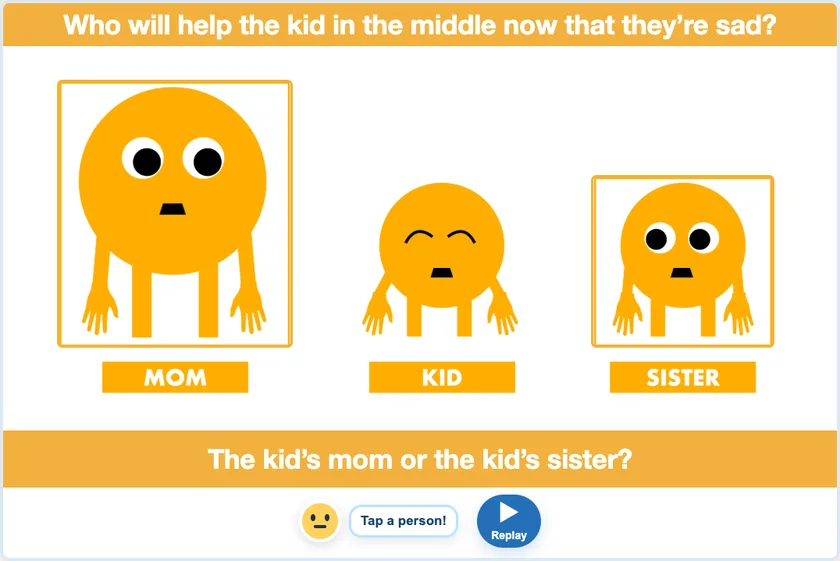 Who will help the kid in the middle now that they’re sad?
MOM
KID
SISTER
The kid’s mom or the kid’s sister?
Tap a person!
Replay